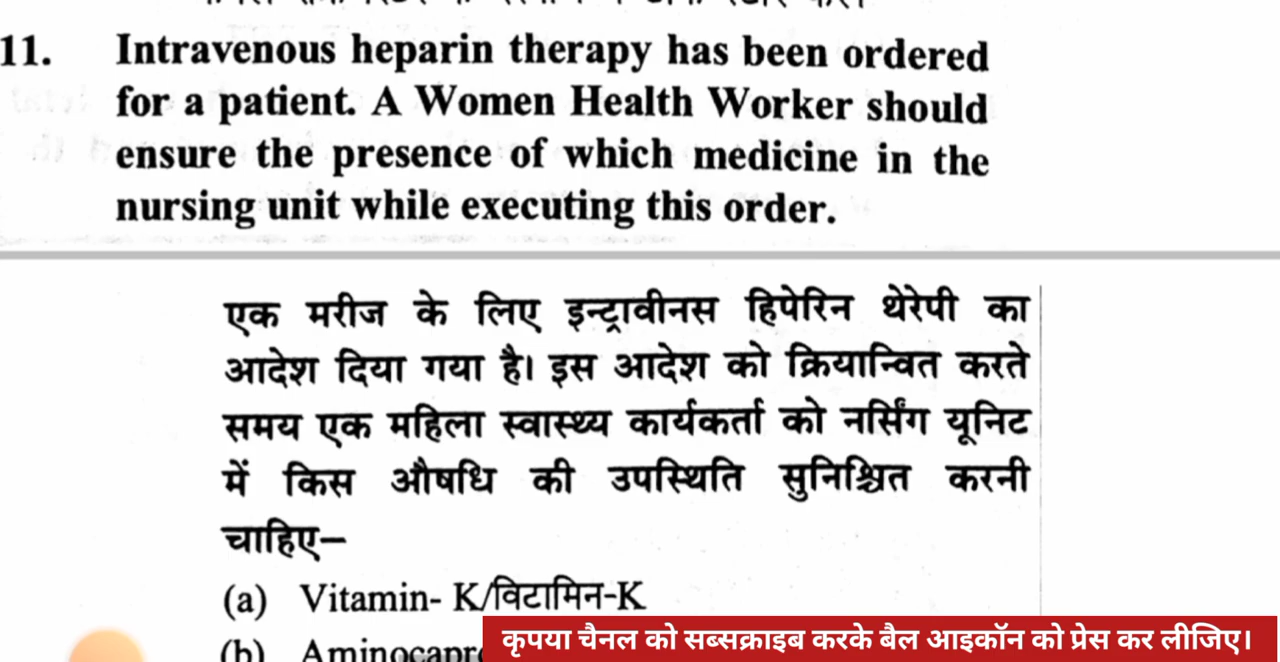 11. Intravenous heparin therapy has been ordered
for a patient. A Women Health Worker should
ensure the presence of which medicine in the
nursing unit while executing this order.
एक मरीज के लिए इन्ट्रावीनस हिपेरिन थेरेपी का
आदेश दिया गया है। इस आदेश को क्रियान्वित करते
समय एक महिला स्वास्थ्य कार्यकर्ता को नर्सिंग यूनिट
में किस औषधि की उपस्थिति सुनिश्चित करनी
चाहिए–
(a) Vitamin- K/विटामिन-K
(b)
कृपया चैनल को सब्सक्राइब करके बैल आइकॉन को प्रेस कर लीजिए।